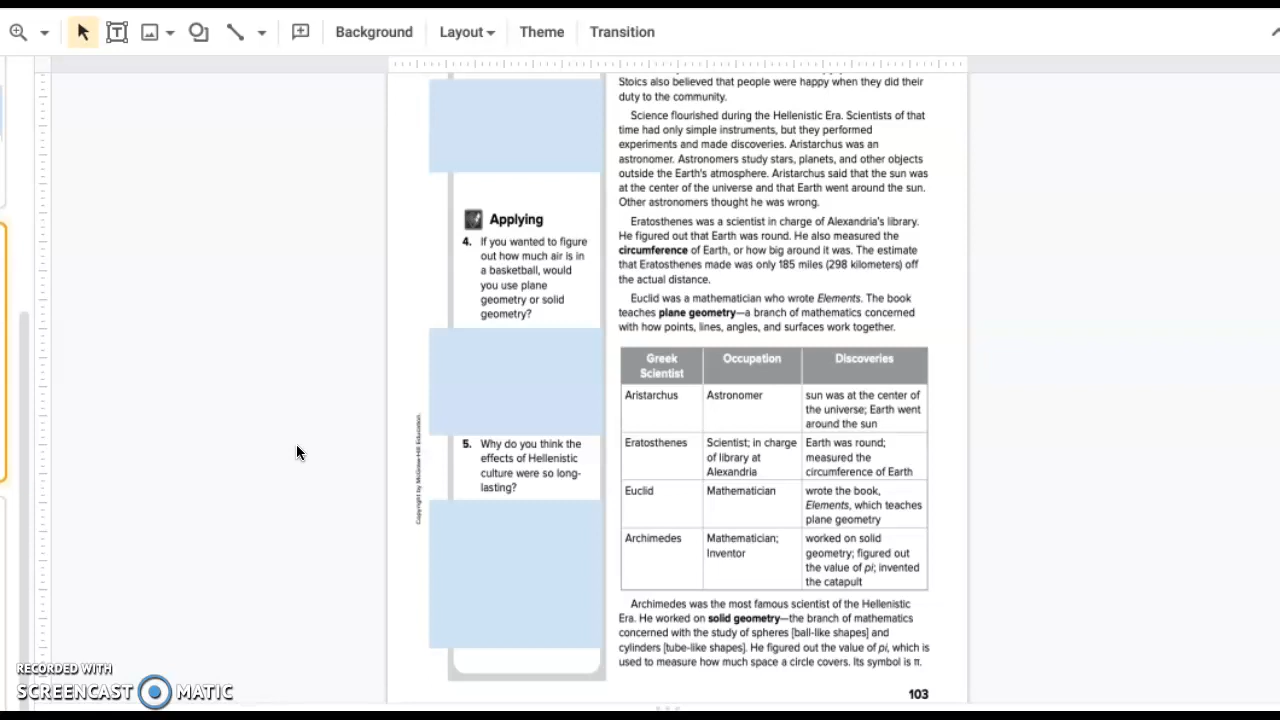 Background
Layout
Theme
Transition
Stoics also believed that people were happy when they did their
duty to the community.
Science flourished during the Hellenistic Era. Scientists of that
time had only simple instruments, but they performed
experiments and made discoveries. Aristarchus was an
astronomer. Astronomers study stars, planets, and other objects
outside the Earth's atmosphere. Aristarchus said that the sun was
at the center of the universe and that Earth went around the sun.
Other astronomers thought he was wrong.
Eratosthenes was a scientist in charge of Alexandria's library.
He figured out that Earth was round. He also measured the
circumference of Earth, or how big around it was. The estimate
that Eratosthenes made was only 185 miles (298 kilometers) off
the actual distance.
Euclid was a mathematician who wrote Elements. The book
teaches plane geometry—a branch of mathematics concerned
with how points, lines, angles, and surfaces work together.
Applying
4. If you wanted to figure
out how much air is in
a basketball, would
you use plane
geometry or solid
geometry?
5. Why do you think the
effects of Hellenistic
culture were so long-
lasting?
Copyright by McGraw-Hill Education.
Greek
Scientist
Occupation
Discoveries
Aristarchus
Astronomer
sun was at the center of
the universe; Earth went
around the sun
Eratosthenes
Scientist; in charge
of library at
Alexandria
Earth was round;
measured the
circumference of Earth
Euclid
Mathematician
wrote the book,
Elements, which teaches
plane geometry
Archimedes
Mathematician;
Inventor
worked on solid
geometry; figured out
the value of pi; invented
the catapult
Archimedes was the most famous scientist of the Hellenistic
Era. He worked on solid geometry—the branch of mathematics
concerned with the study of spheres [ball-like shapes] and
cylinders [tube-like shapes]. He figured out the value of pi, which is
used to measure how much space a circle covers. Its symbol is π.
103
RECORDED WITH
SCREENCAST MATIC